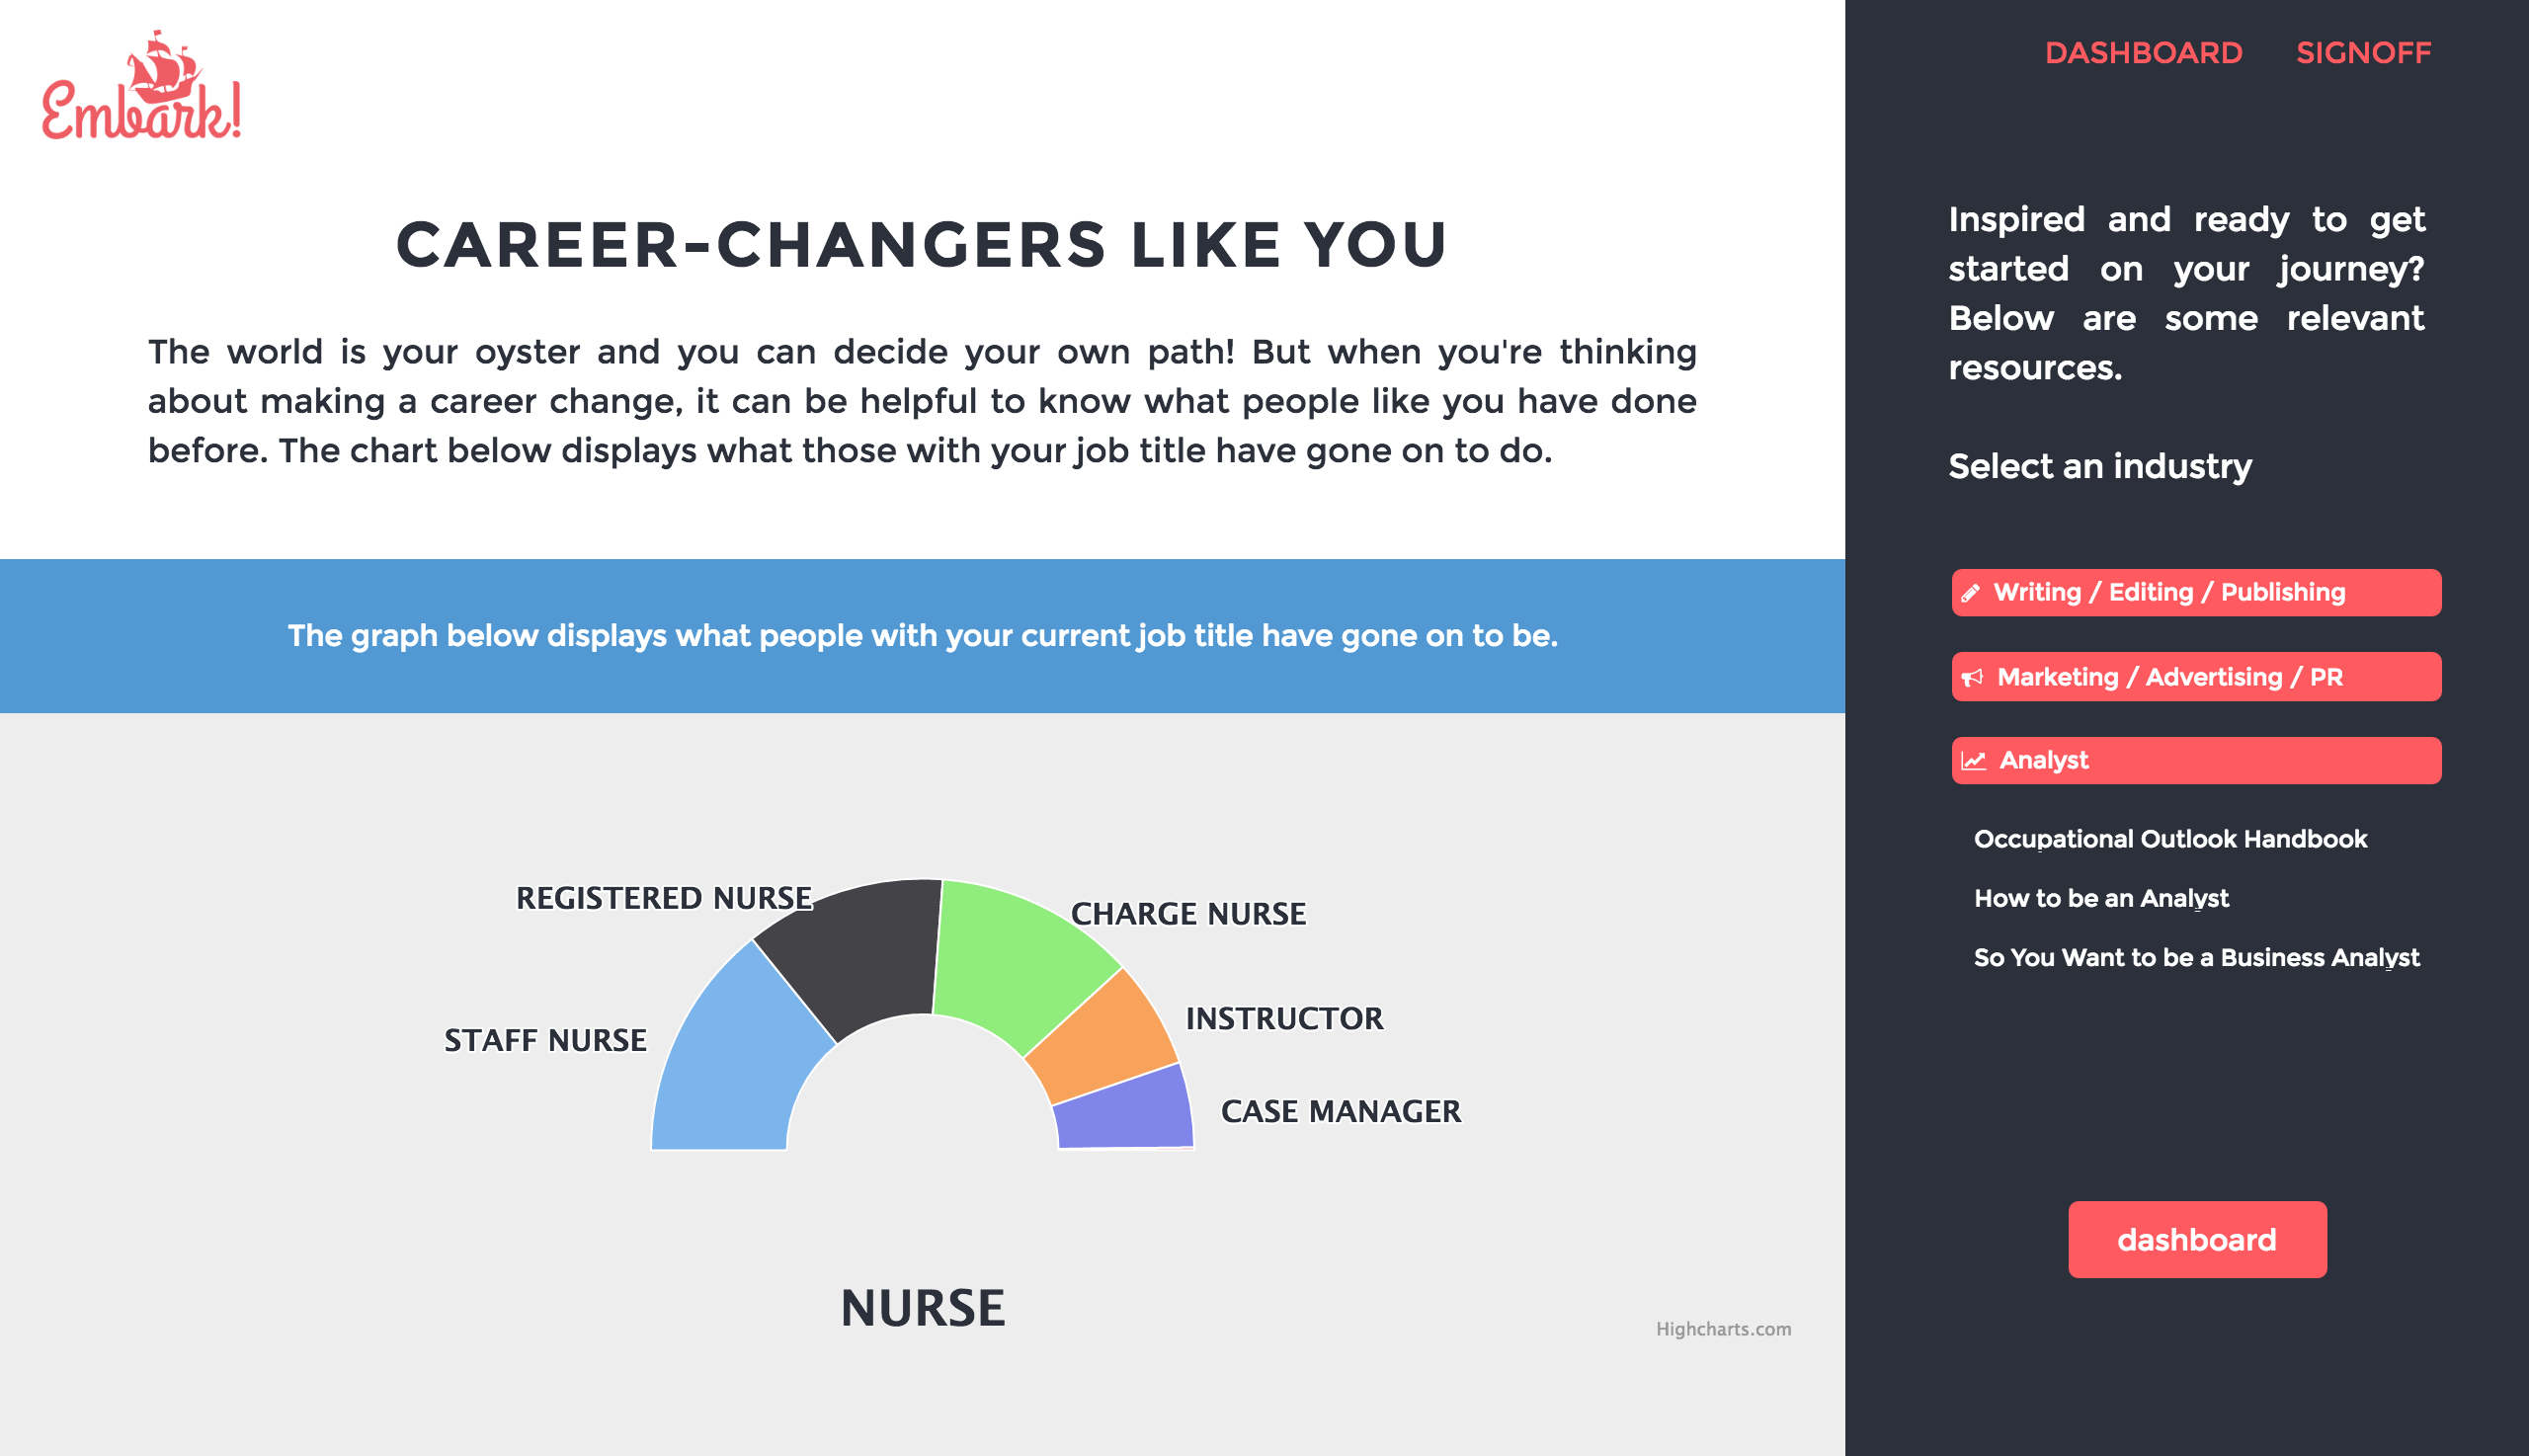 Embark!
DASHBOARD SIGNOFF
CAREER-CHANGERS LIKE YOU
The world is your oyster and you can decide your own path! But when you're thinking
about making a career change, it can be helpful to know what people like you have done
before. The chart below displays what those with your job title have gone on to do.
The graph below displays what people with your current job title have gone on to be.
REGISTERED NURSE
CHARGE NURSE
STAFF NURSE
INSTRUCTOR
CASE MANAGER
NURSE
Highcharts.com
Inspired and ready to get
started on your journey?
Below are some relevant
resources.
Select an industry
Writing / Editing / Publishing
Marketing / Advertising / PR
Analyst
Occupational Outlook Handbook
How to be an Analyst
So You Want to be a Business Analyst
dashboard